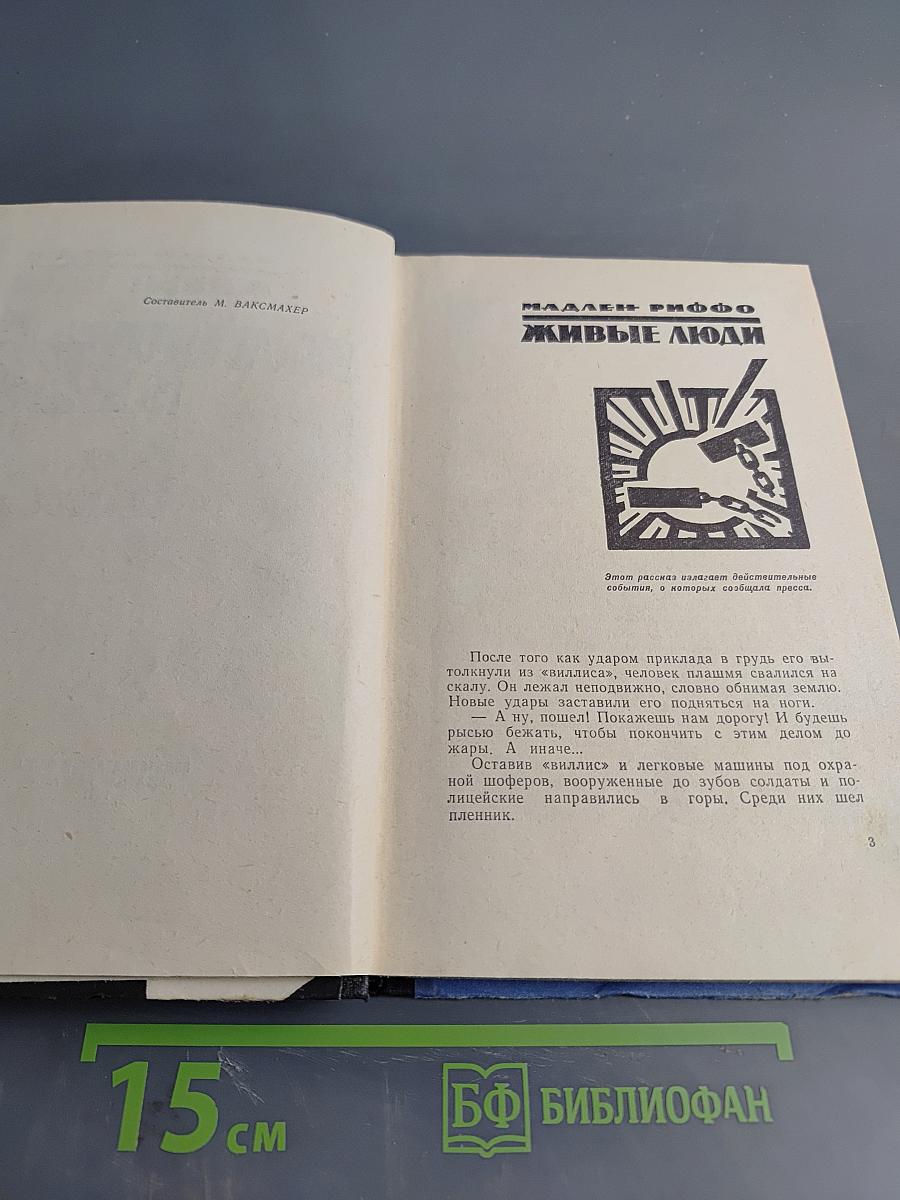 Составитель М. ВАКСМАХЕР
МАДЛЕН РИФФО
ЖИВЫЕ ЛЮДИ
Этот рассказ излагает действительные
события, о которых сообщала пресса.
После того как ударом приклада в грудь его вы-
толкнули из «виллиса», человек плашмя свалился на
скалу. Он лежал неподвижно, словно обнимая землю.
Новые удары заставили его подняться на ноги.
— А ну, пошел! Покажешь нам дорогу! И будешь
рысью бежать, чтобы покончить с этим делом до
жары. А иначе...
Оставив «виллис» и легковые машины под охра-
ной шоферов, вооруженные до зубов солдаты и по-
лицейские направились в горы. Среди них шел
пленник.
3
15 см
БФ БИБЛИОФАН